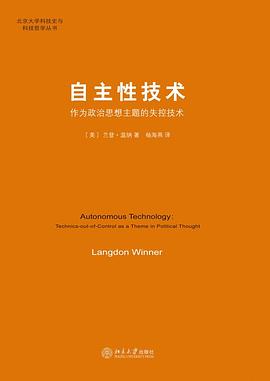 北京大学科技史与
科技哲学丛书
自主性技术
作为政治思想主题的失控技术
[美] 兰登·温纳 著 杨海燕 译
Autonomous Technology:
Technics-out-of-Control as a Theme in Political Thought
Langdon Winner
北京大学出版社
PEKING UNIVERSITY PRESS